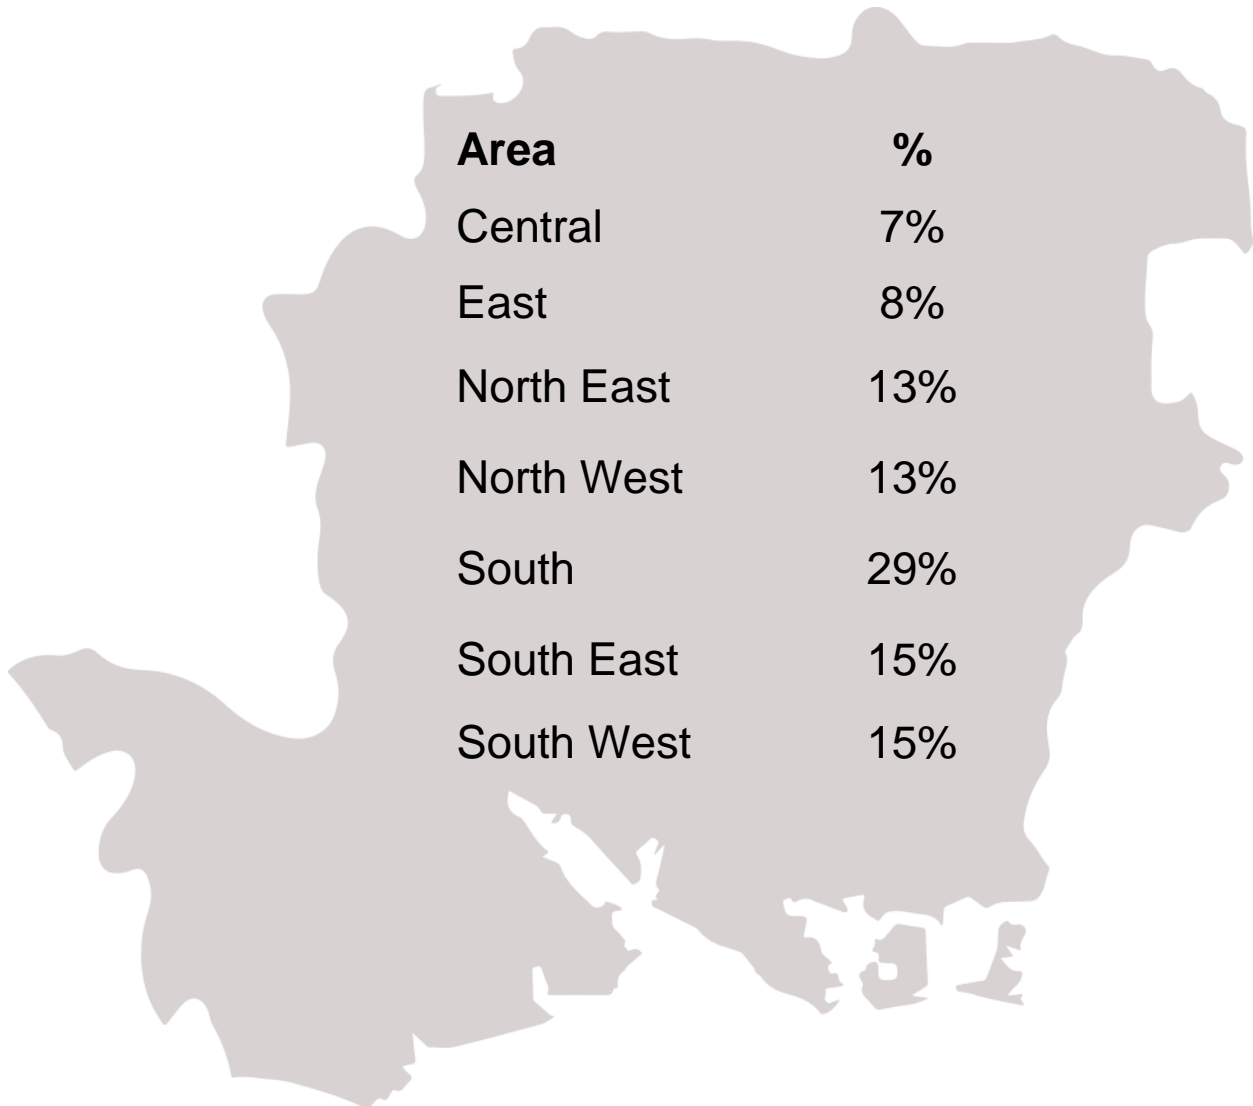 Area %
Central 7%
East 8%
North East 13%
North West 13%
South 29%
South East 15%
South West 15%